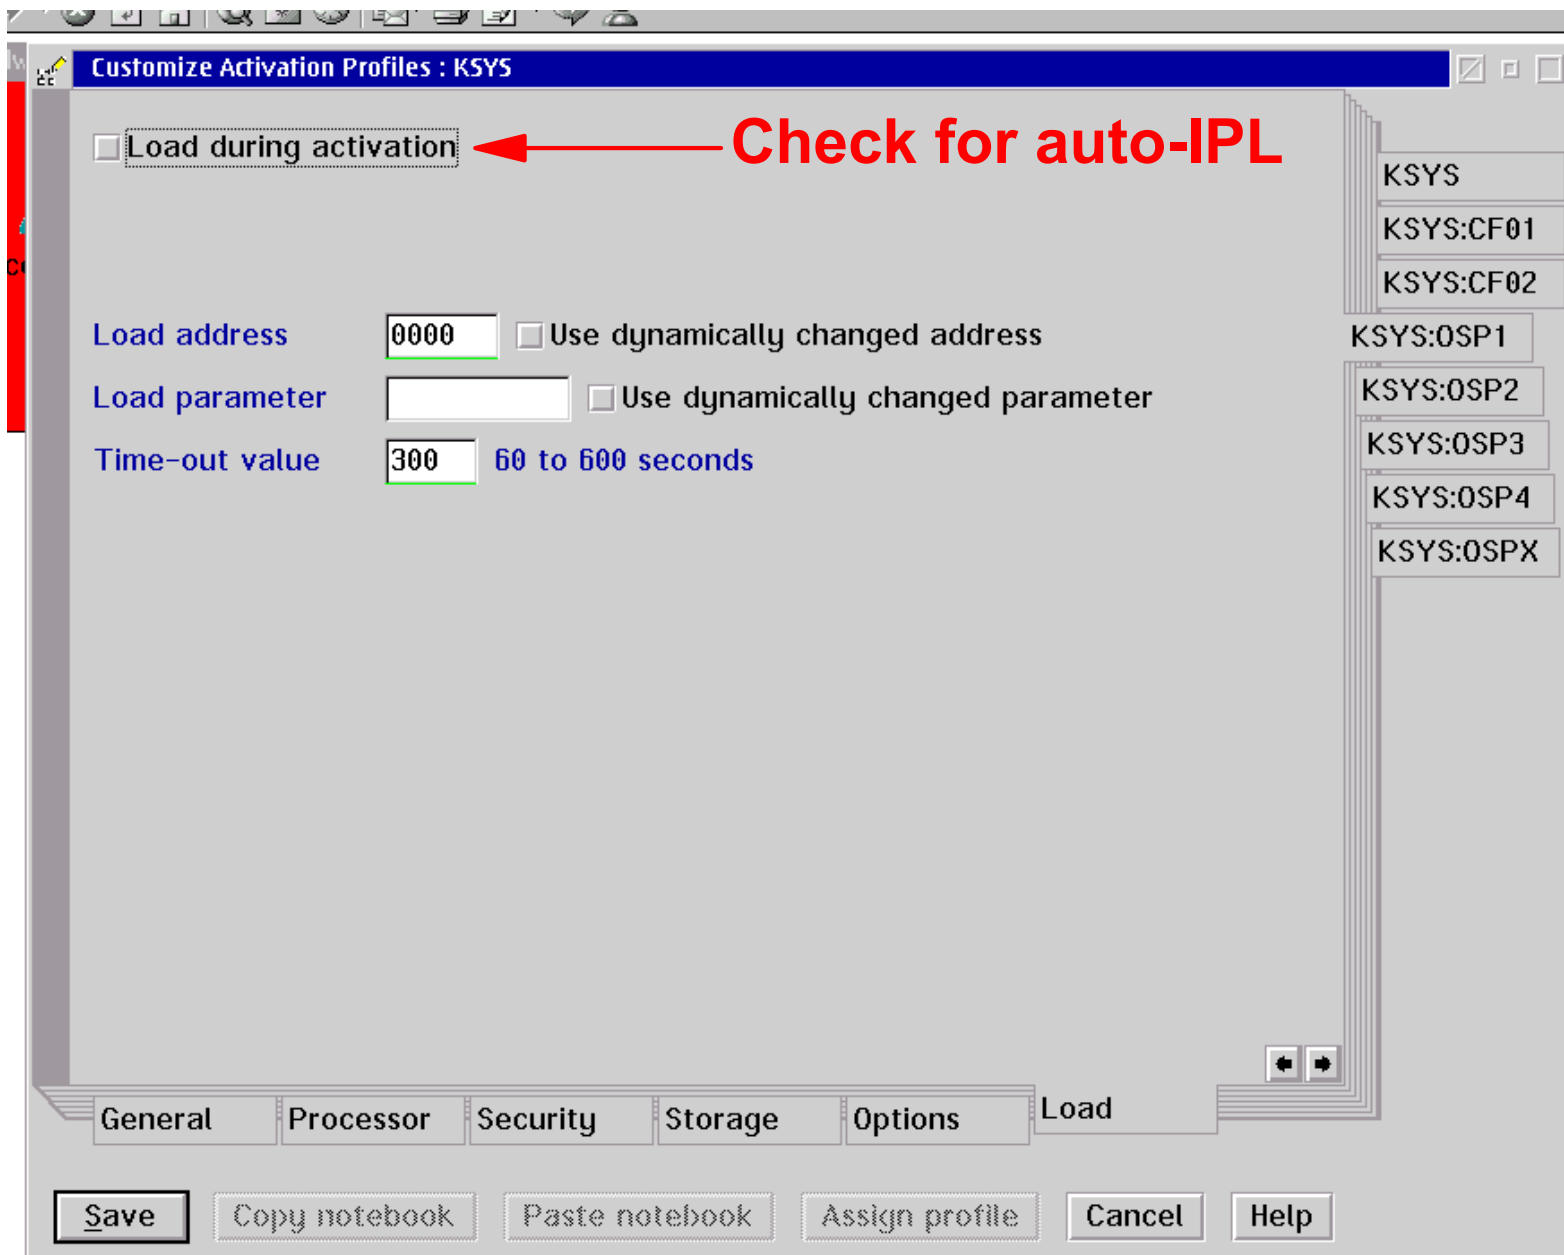 Customize Activation Profiles : KSYS
Load during activation
Check for auto-IPL
KSYS
KSYS:CF01
KSYS:CF02
Load address 0000 Use dynamically changed address
KSYS:OSP1
Load parameter Use dynamically changed parameter
KSYS:OSP2
Time-out value 300 60 to 600 seconds
KSYS:OSP3
KSYS:OSP4
KSYS:OSPX
General Processor Security Storage Options Load
Save Copy notebook Paste notebook Assign profile Cancel Help